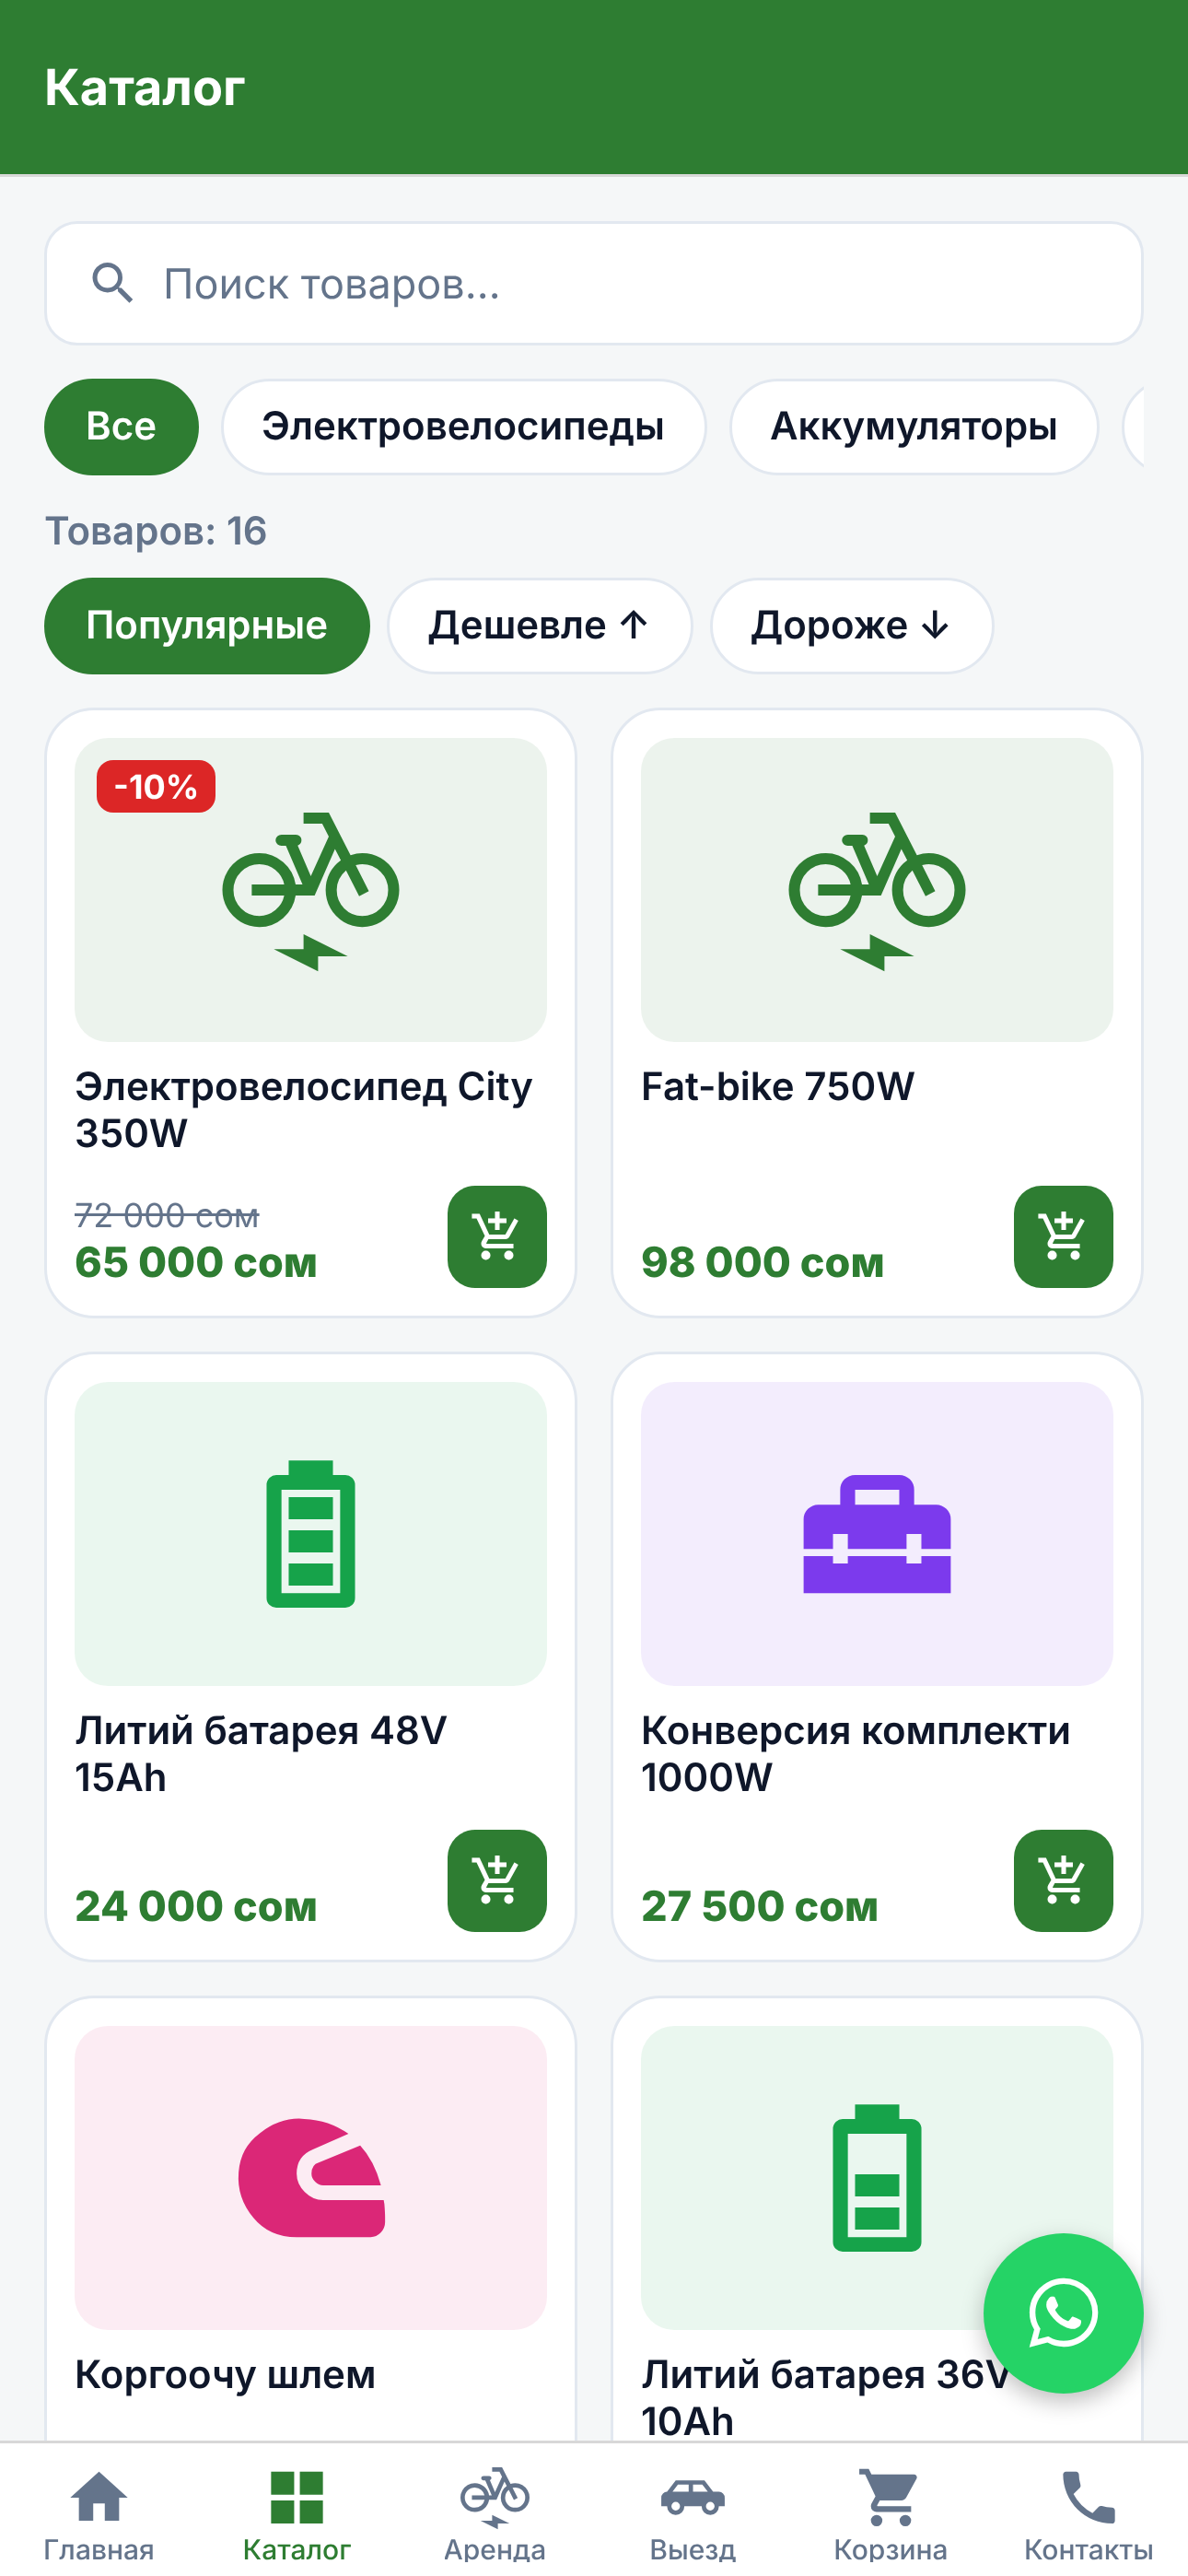 Каталог
Поиск товаров...
Все
Электровелосипеды
Аккумуляторы
Товаров: 16
Популярные
Дешевле ↑
Дороже ↓
-10%
Электровелосипед City
350W
72 000 сом
65 000 сом
Fat-bike 750W
98 000 сом
Литий батарея 48V
15Ah
24 000 сом
Конверсия комплекти
1000W
27 500 сом
Коргоочу шлем
Литий батарея 36V
10Ah
Главная
Каталог
Аренда
Выезд
Корзина
Контакты